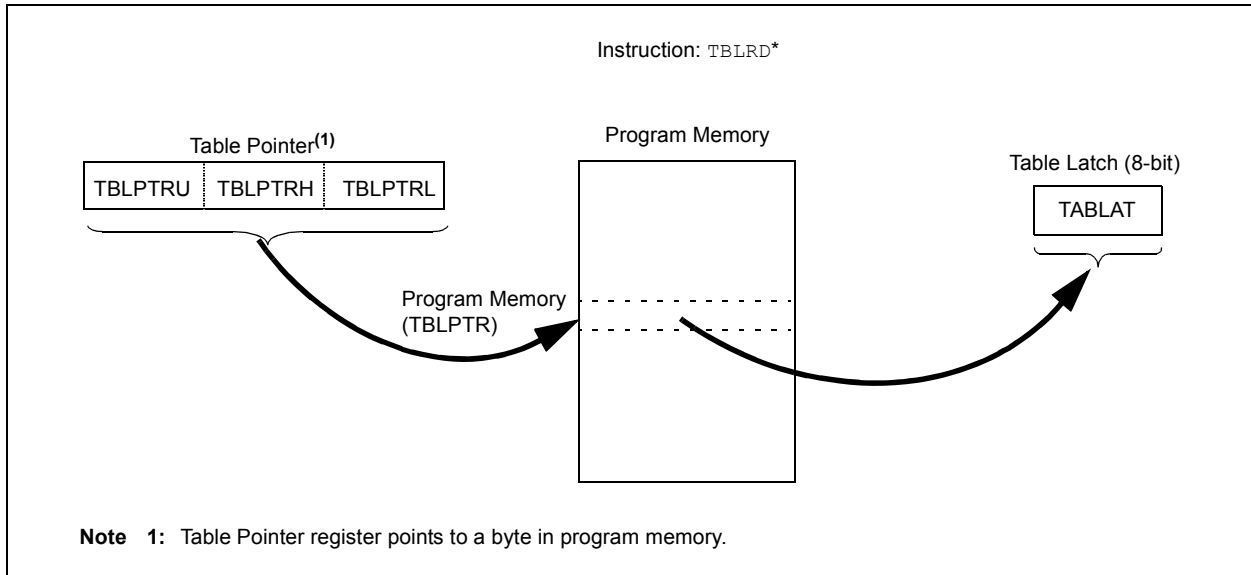 Instruction: TBLRD*
Table Pointer(1)
TBLPTRU TBLPTRH TBLPTRL
Program Memory
Table Latch (8-bit)
TABLAT
Program Memory
(TBLPTR)
Note 1: Table Pointer register points to a byte in program memory.